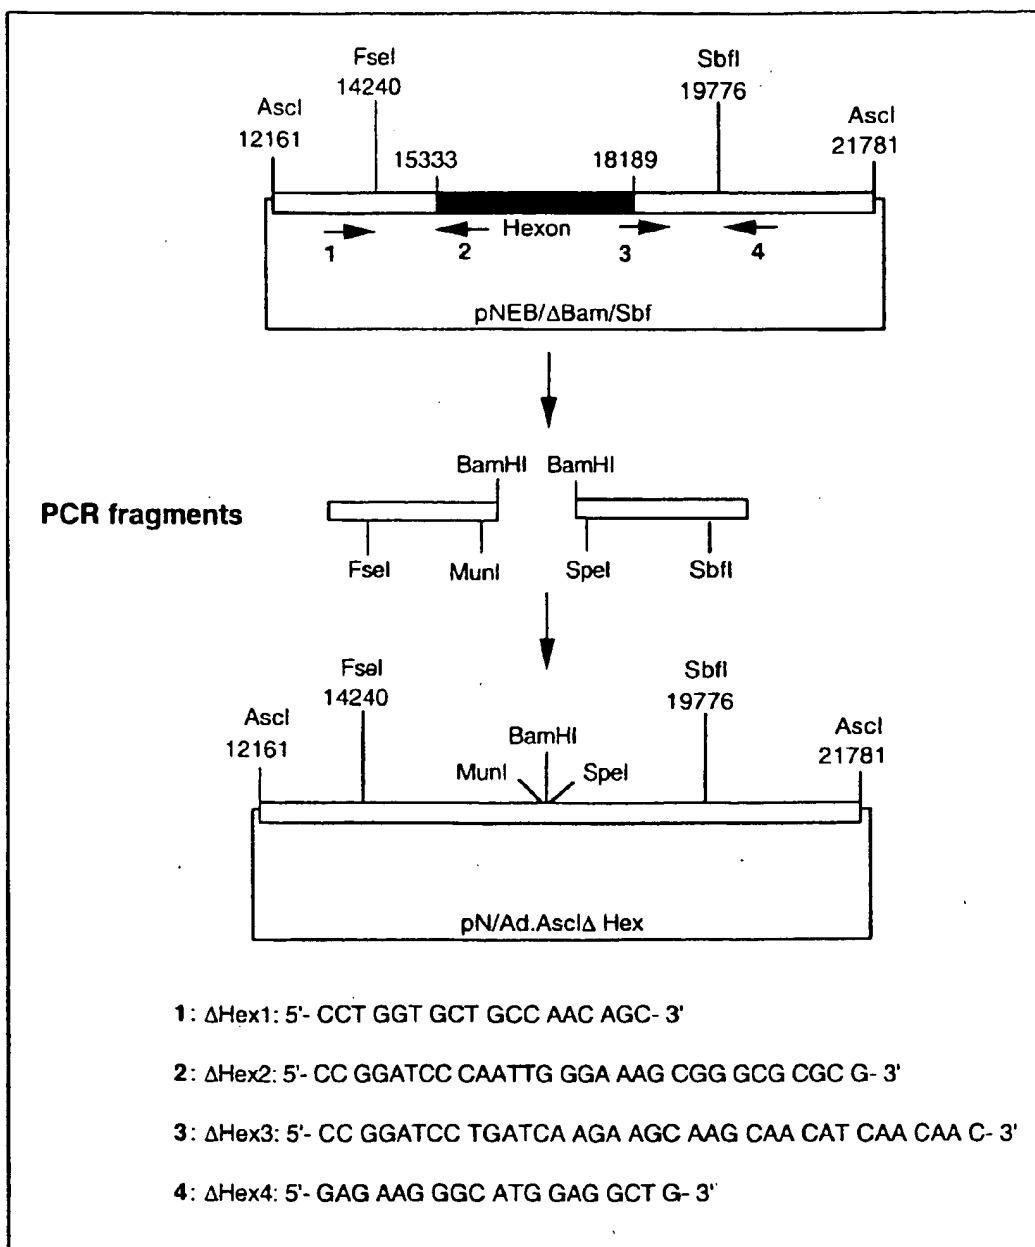 FseI
14240
SbfI
19776
AscI
12161
AscI
21781
15333
18189
Hexon
1
2
3
4
pNEB/ΔBam/Sbf
BamHI BamHI
PCR fragments
FseI MunI SpeI SbfI
FseI
14240
SbfI
19776
AscI
12161
AscI
21781
BamHI
MunI SpeI
pN/Ad.AscIΔ Hex
1: ΔHex1: 5'- CCT GGT GCT GCC AAC AGC- 3'
2: ΔHex2: 5'- CC GGATCC CAATTG GGA AAG CGG GCG CGC G- 3'
3: ΔHex3: 5'- CC GGATCC TGATCA AGA AGC AAG CAA CAT CAA CAA C- 3'
4: ΔHex4: 5'- GAG AAG GGC ATG GAG GCT G- 3'